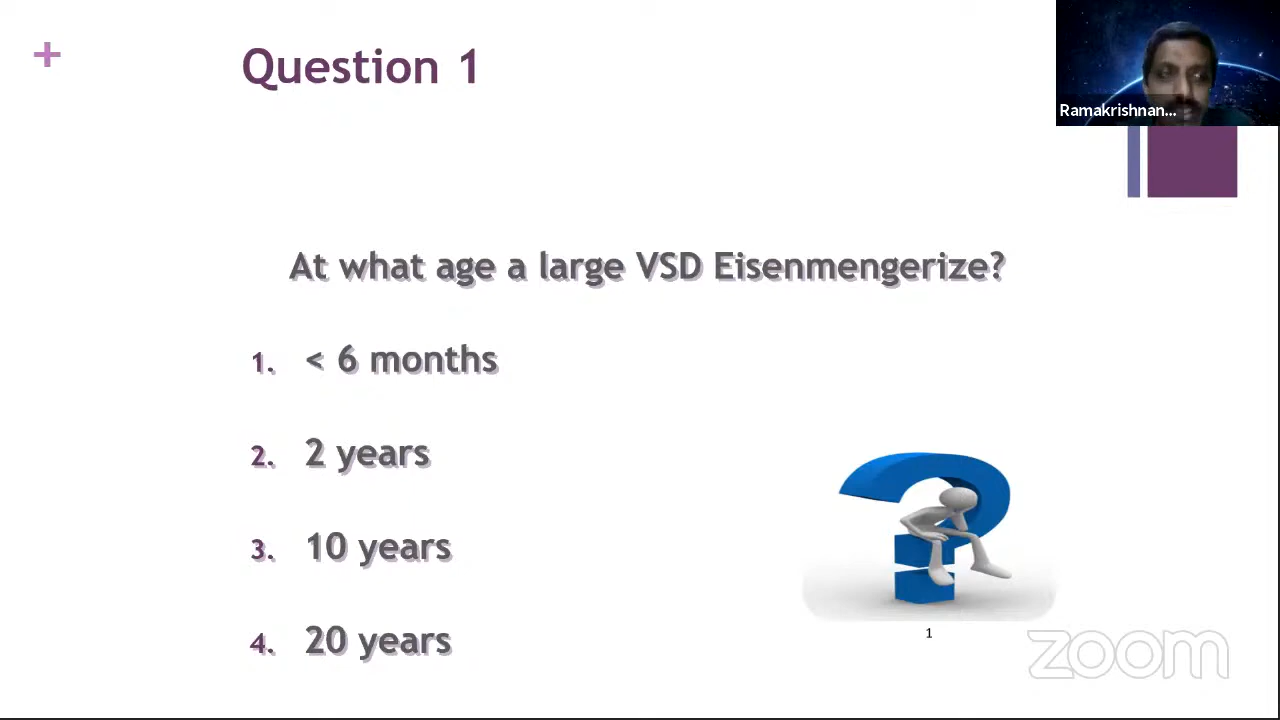 +
Question 1
Ramakrishnan...
At what age a large VSD Eisenmengerize?
1. < 6 months
2. 2 years
3. 10 years
4. 20 years
1
zoom